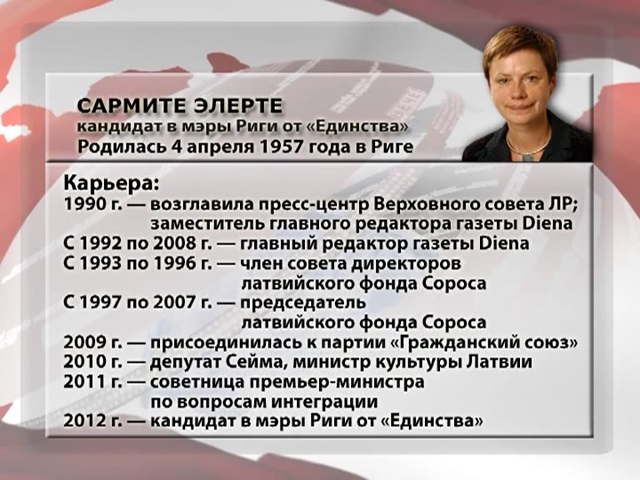 САРМИТЕ ЭЛЕРТЕ
кандидат в мэры Риги от «Единства»
Родилась 4 апреля 1957 года в Риге
Карьера:
1990 г. — возглавила пресс-центр Верховного совета ЛР;
заместитель главного редактора газеты Diena
С 1992 по 2008 г. — главный редактор газеты Diena
С 1993 по 1996 г. — член совета директоров
латвийского фонда Сороса
С 1997 по 2007 г. — председатель
латвийского фонда Сороса
2009 г. — присоединилась к партии «Гражданский союз»
2010 г. — депутат Сейма, министр культуры Латвии
2011 г. — советница премьер-министра
по вопросам интеграции
2012 г. — кандидат в мэры Риги от «Единства»